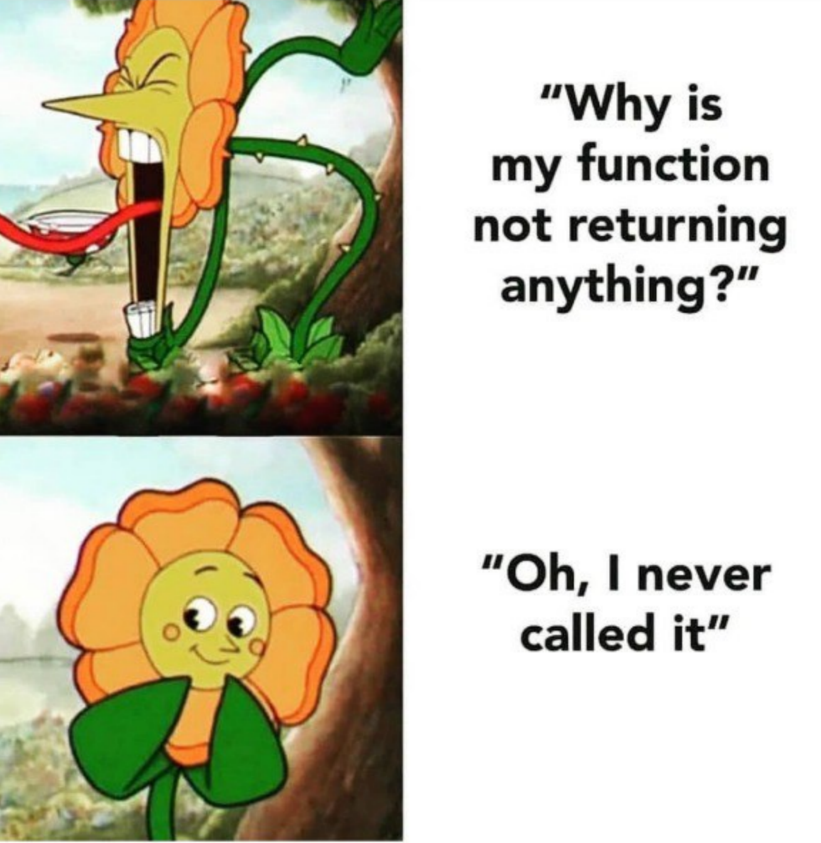 "Why is
my function
not returning
anything?"
"Oh, I never
called it"